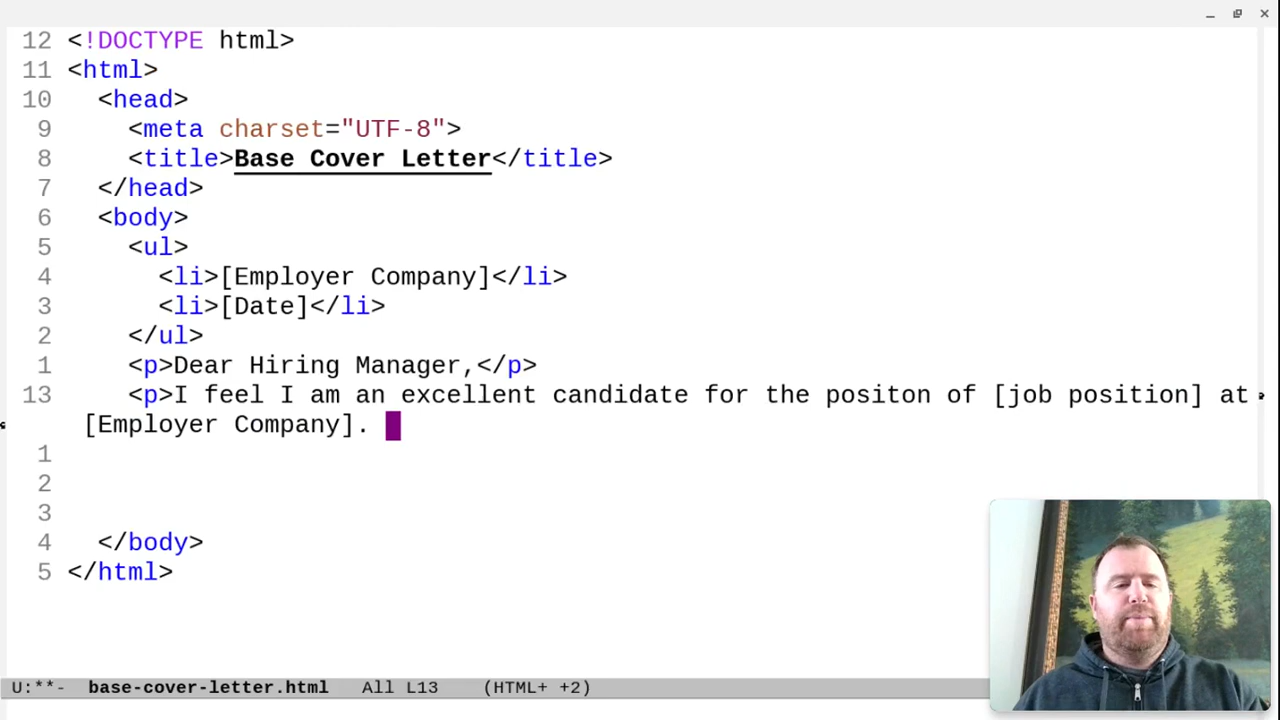 12 <!DOCTYPE html>
11 <html>
10 <head>
9 <meta charset="UTF-8">
8 <title>Base Cover Letter</title>
7 </head>
6 <body>
5 <ul>
4 <li>[Employer Company]</li>
3 <li>[Date]</li>
2 </ul>
1 <p>Dear Hiring Manager,</p>
13 <p>I feel I am an excellent candidate for the positon of [job position] at
[Employer Company].
1
2
3
4 </body>
5 </html>
U:**- base-cover-letter.html All L13 (HTML+ +2)